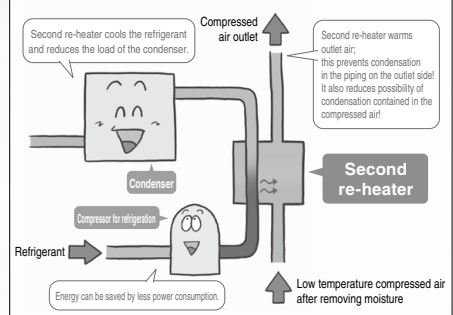 Second re-heater cools the refrigerant
and reduces the load of the condenser.
Compressed
air outlet
Second re-heater warms
outlet air;
this prevents condensation
in the piping on the outlet side!
It also reduces possibility of
condensation contained in the
compressed air!
Condenser
Second
re-heater
Compressor for refrigeration
Refrigerant
Energy can be saved by less power consumption.
Low temperature compressed air
after removing moisture